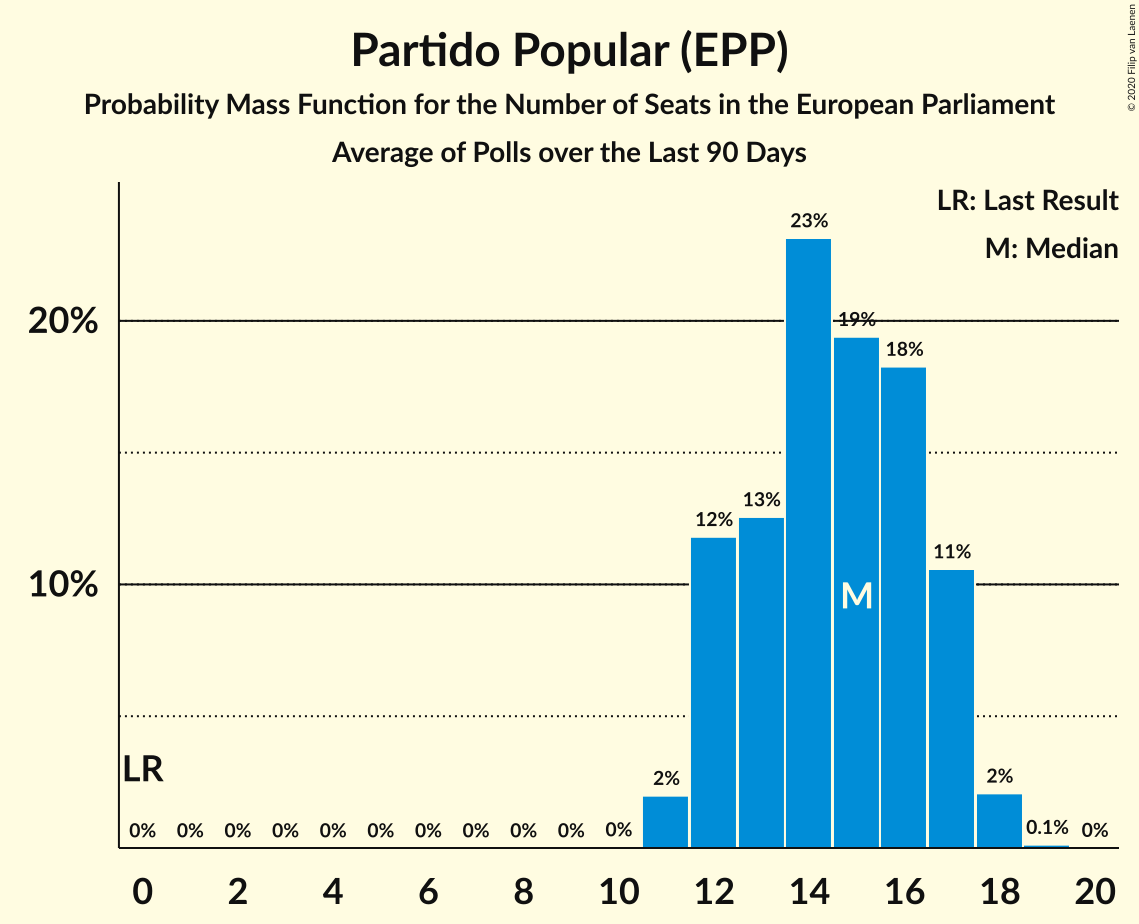 Partido Popular (EPP)
Probability Mass Function for the Number of Seats in the European Parliament
Average of Polls over the Last 90 Days
© 2020 Filip van Laenen
LR: Last Result
M: Median
23%
20%
19%
18%
13%
12%
11%
10%
M
LR
2%
2%
0% 0% 0% 0% 0% 0% 0% 0% 0% 0% 0% 0.1% 0%
0 2 4 6 8 10 12 14 16 18 20